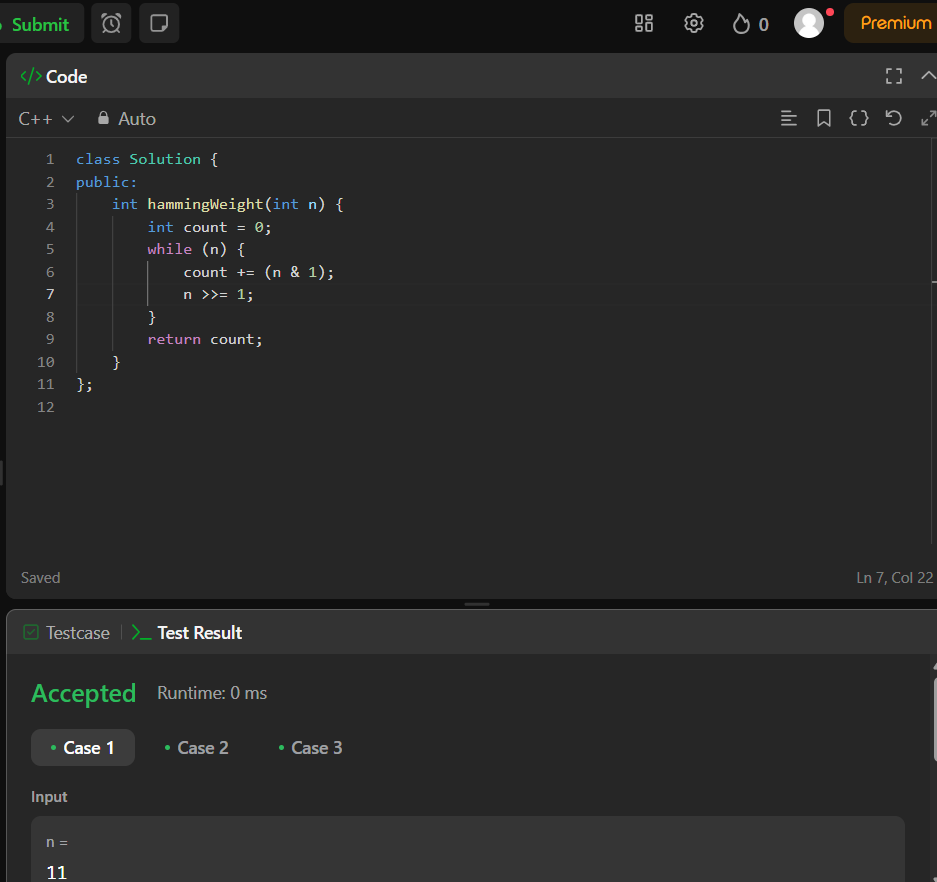 Submit
0
Premium
</> Code
C++ Auto
1 class Solution {
2 public:
3     int hammingWeight(int n) {
4         int count = 0;
5         while (n) {
6             count += (n & 1);
7             n >>= 1;
8         }
9         return count;
10     }
11 };
12
Saved
Ln 7, Col 22
Testcase
>_ Test Result
Accepted Runtime: 0 ms
Case 1 Case 2 Case 3
Input
n =
11